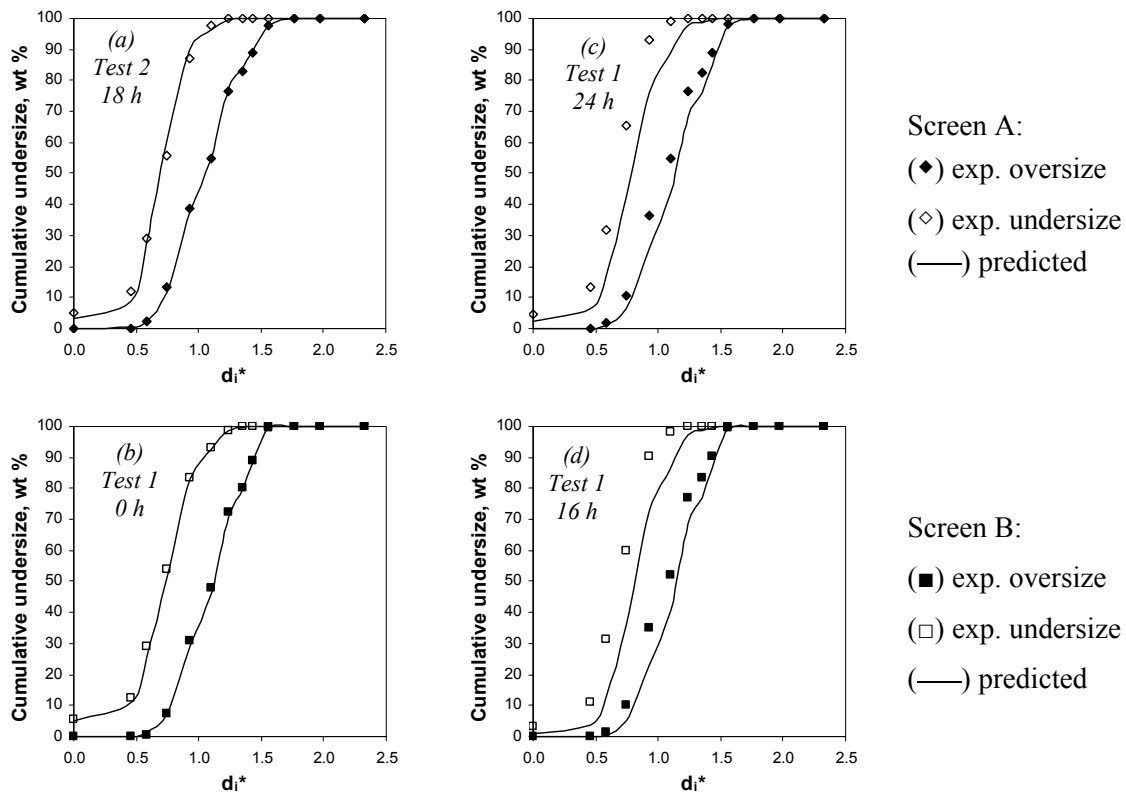 100
90
80
70
60
50
40
30
20
10
0
Cumulative undersize, wt %
(a)
Test 2
18 h
0.0 0.5 1.0 1.5 2.0 2.5
dᵢ*
100
90
80
70
60
50
40
30
20
10
0
Cumulative undersize, wt %
(c)
Test 1
24 h
0.0 0.5 1.0 1.5 2.0 2.5
dᵢ*
Screen A:
(◆) exp. oversize
(◇) exp. undersize
(—) predicted
100
90
80
70
60
50
40
30
20
10
0
Cumulative undersize, wt %
(b)
Test 1
0 h
0.0 0.5 1.0 1.5 2.0 2.5
dᵢ*
100
90
80
70
60
50
40
30
20
10
0
Cumulative undersize, wt %
(d)
Test 1
16 h
0.0 0.5 1.0 1.5 2.0 2.5
dᵢ*
Screen B:
(■) exp. oversize
(□) exp. undersize
(—) predicted